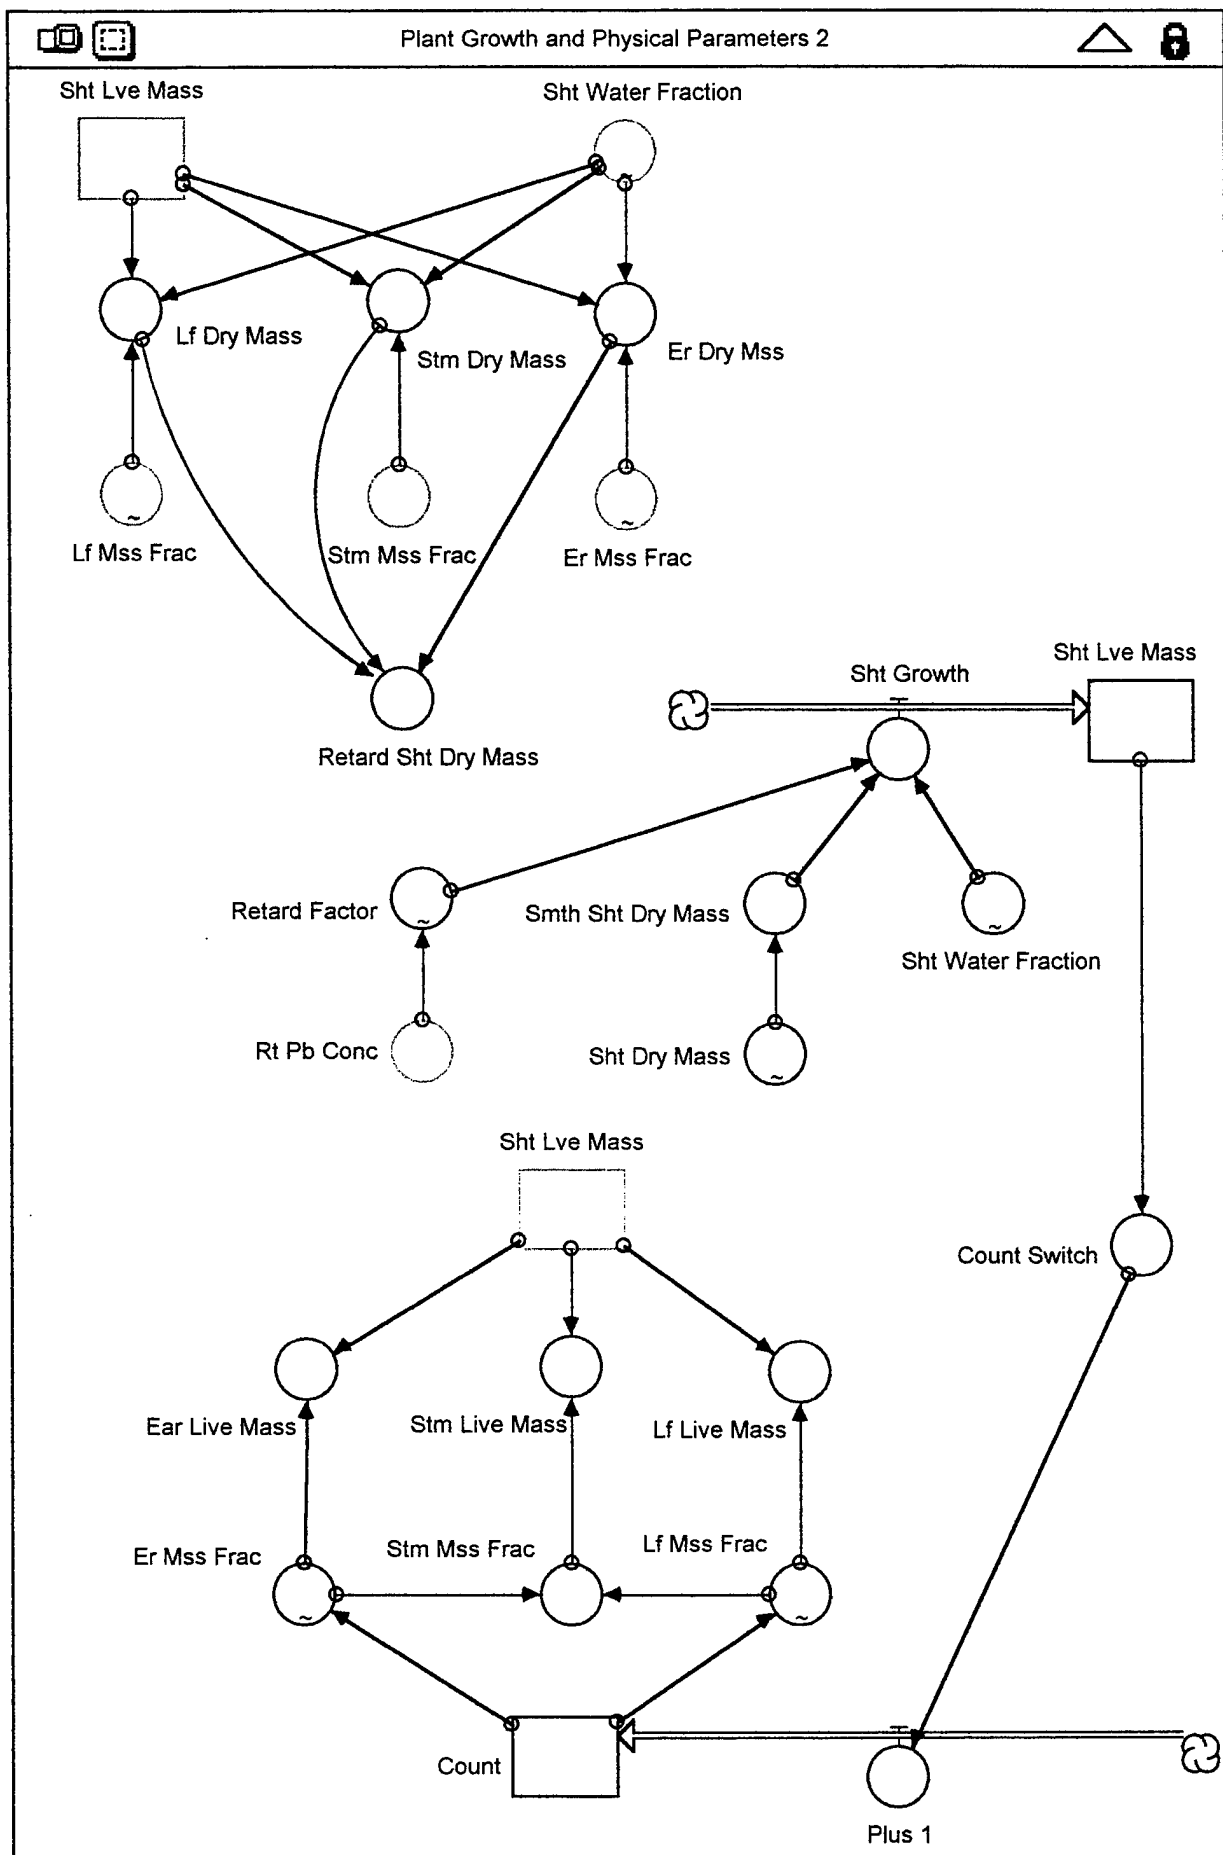 Plant Growth and Physical Parameters 2
Sht Lve Mass
Sht Water Fraction
~
Lf Dry Mass
Stm Dry Mass
Er Dry Mss
~
~
Lf Mss Frac
Stm Mss Frac
Er Mss Frac
Sht Lve Mass
Sht Growth
Retard Sht Dry Mass
Retard Factor
~
Smth Sht Dry Mass
~
Sht Water Fraction
Rt Pb Conc
Sht Dry Mass
~
Sht Lve Mass
Count Switch
Ear Live Mass
Stm Live Mass
Lf Live Mass
Er Mss Frac
Stm Mss Frac
Lf Mss Frac
~
~
Count
Plus 1